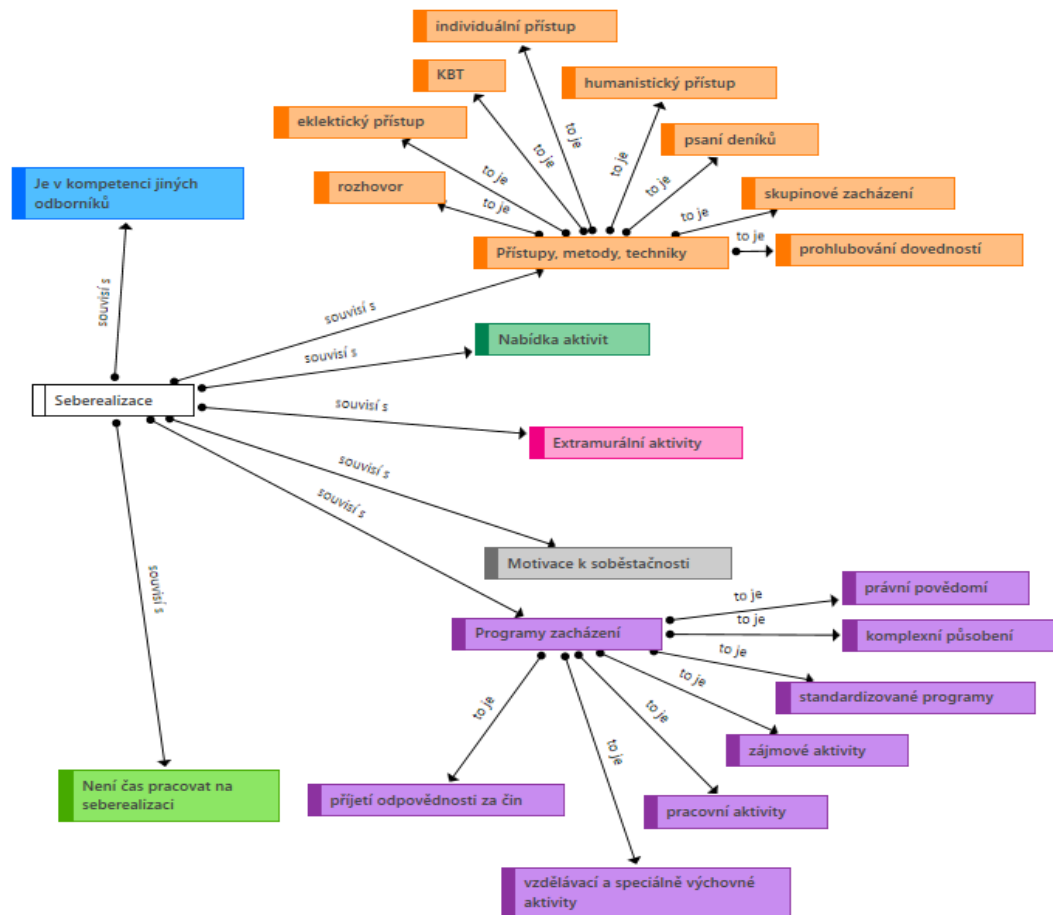 individuální přístup
KBT
humanistický přístup
eklektický přístup
psaní deníků
to je
to je
to je
to je
to je
Je v kompetenci jiných
odborníků
rozhovor
to je
skupinové zacházení
to je
to je
Přístupy, metody, techniky
prohlubování dovedností
souvisí s
souvisí s
Nabídka aktivit
souvisí s
Seberealizace
souvisí s
Extramurální aktivity
souvisí s
souvisí s
Motivace k soběstačnosti
souvisí s
to je
právní povědomí
Programy zacházení
to je
komplexní působení
to je
standardizované programy
to je
to je
to je
to je
zájmové aktivity
Není čas pracovat na
seberealizaci
příjetí odpovědnosti za čin
pracovní aktivity
vzdělávací a speciálně výchovné
aktivity